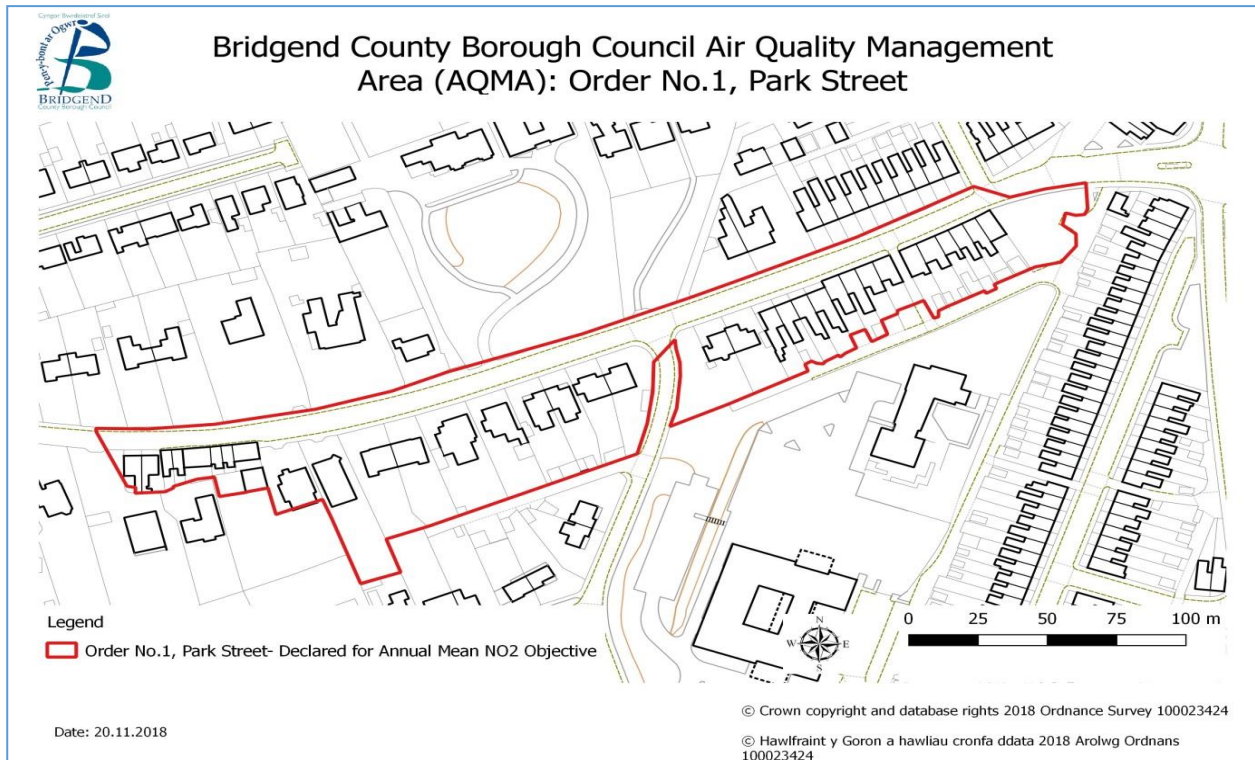 Cyngor Bwrdeistref Sirol
Pen-y-bont ar Ogwr
BRIDGEND
County Borough Council
Bridgend County Borough Council Air Quality Management
Area (AQMA): Order No.1, Park Street
N
W E
S
0 25 50 75 100 m
Legend
Order No.1, Park Street- Declared for Annual Mean NO2 Objective
Date: 20.11.2018
© Crown copyright and database rights 2018 Ordnance Survey 100023424
© Hawlfraint y Goron a hawliau cronfa ddata 2018 Arolwg Ordnans
100023424